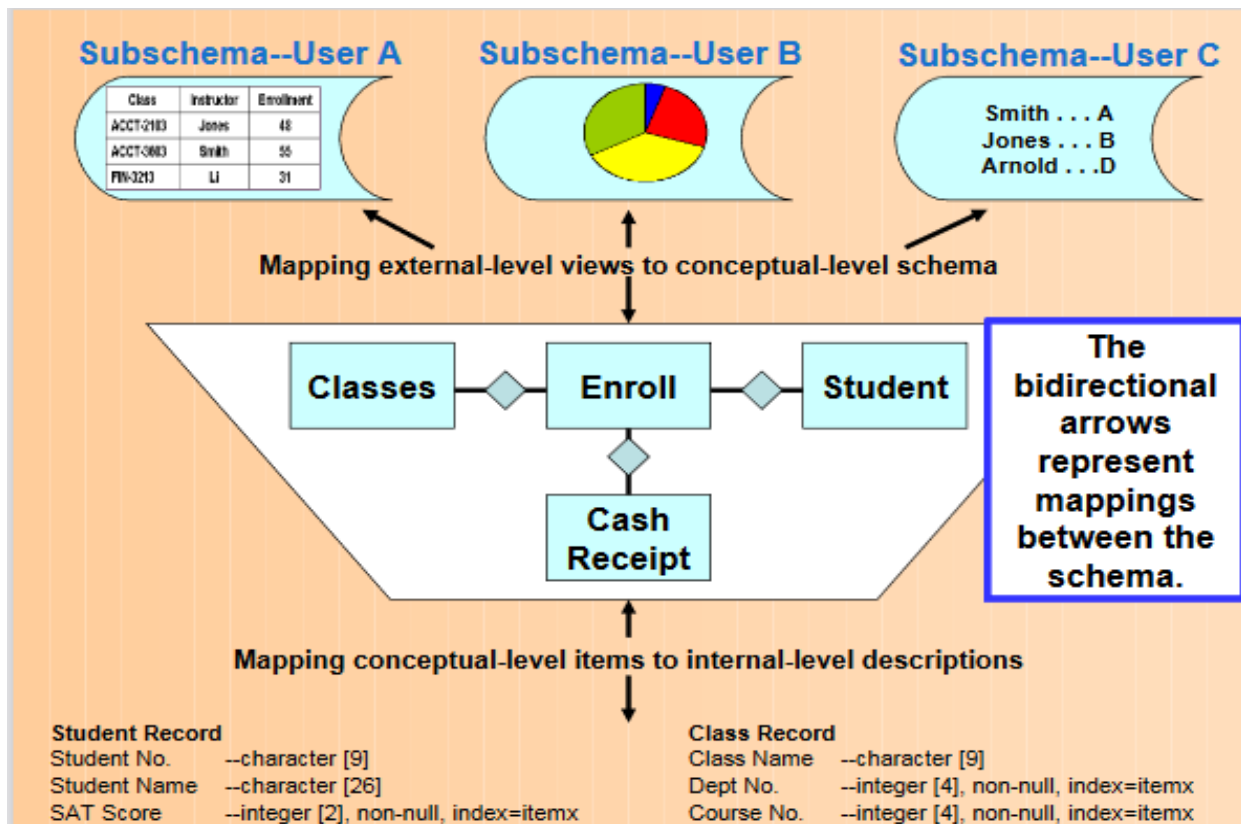 Subschema--User A
Subschema--User B
Subschema--User C
Class Instructor Enrollment
ACCT-2103 Jones 48
ACCT-3603 Smith 55
FIN-3213 Li 31
Smith . . . A
Jones . . . B
Arnold . . .D
Mapping external-level views to conceptual-level schema
Classes
Enroll
Student
Cash
Receipt
The
bidirectional
arrows
represent
mappings
between the
schema.
Mapping conceptual-level items to internal-level descriptions
Student Record
Student No. --character [9]
Student Name --character [26]
SAT Score --integer [2], non-null, index=itemx
Class Record
Class Name --character [9]
Dept No. --integer [4], non-null, index=itemx
Course No. --integer [4], non-null, index=itemx